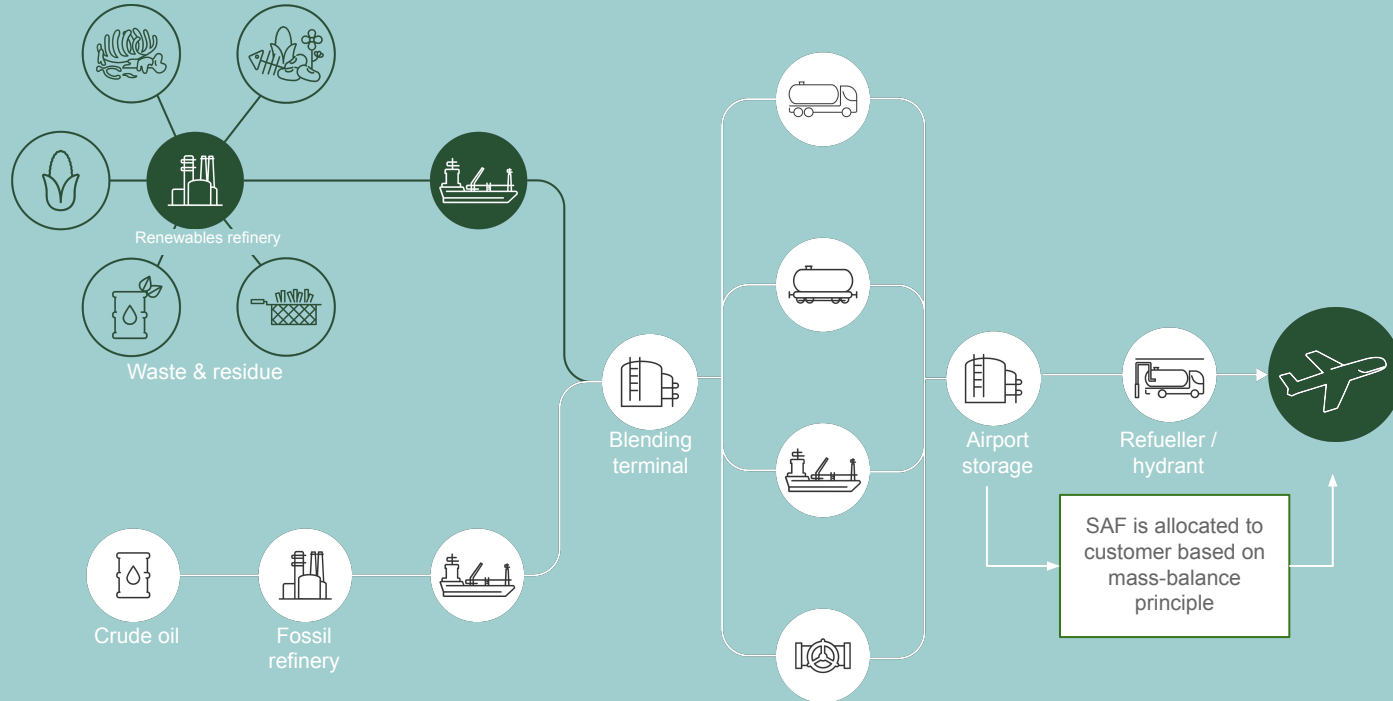 Renewables refinery
Waste & residue
Blending
terminal
Airport
storage
Refueller /
hydrant
SAF is allocated to
customer based on
mass-balance
principle
Crude oil
Fossil
refinery